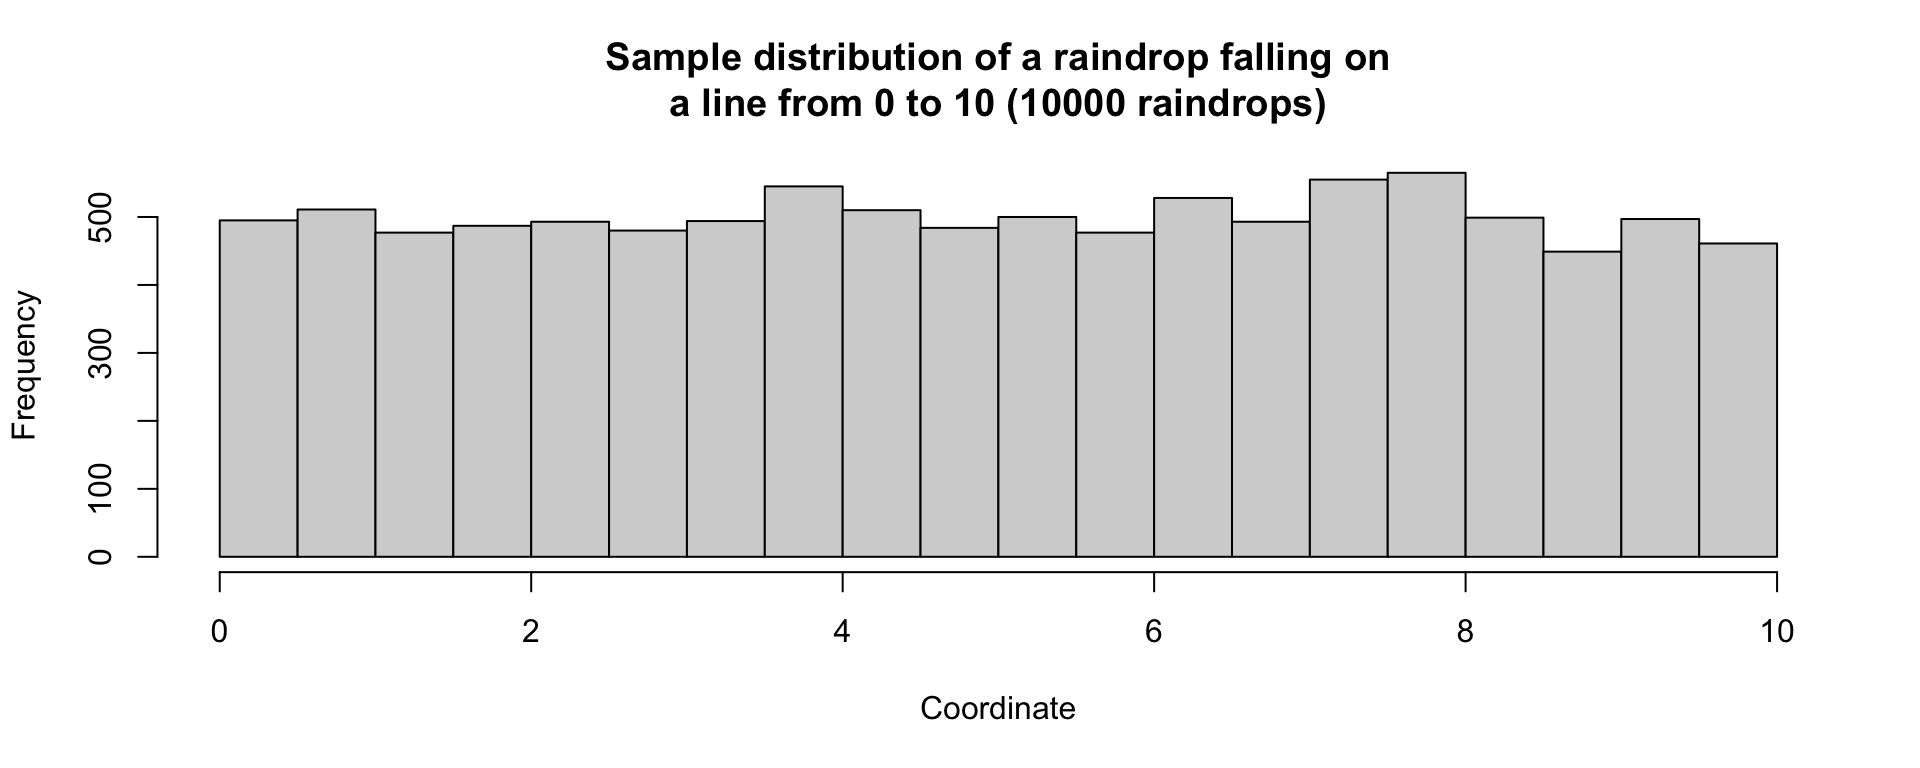 Sample distribution of a raindrop falling on
a line from 0 to 10 (10000 raindrops)
Frequency
500
300
100
0
0 2 4 6 8 10
Coordinate